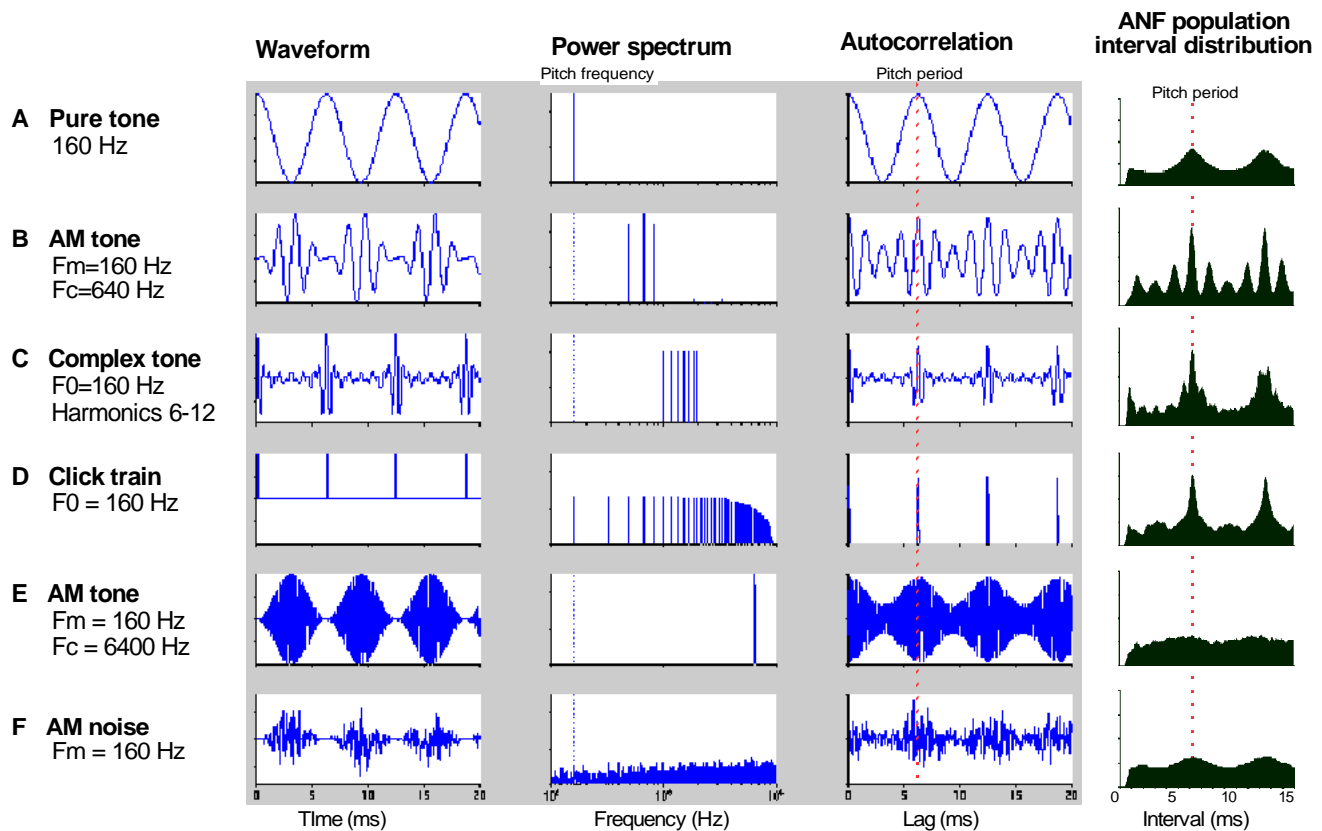 Waveform
Power spectrum
Autocorrelation
ANF population
interval distribution
Pitch frequency
Pitch period
Pitch period
A Pure tone
160 Hz
B AM tone
Fm=160 Hz
Fc=640 Hz
C Complex tone
F0=160 Hz
Harmonics 6-12
D Click train
F0 = 160 Hz
E AM tone
Fm = 160 Hz
Fc = 6400 Hz
F AM noise
Fm = 160 Hz
0 5 10 15 20
0 5 10 15 20
0 5 10 15
TIme (ms)
Frequency (Hz)
Lag (ms)
Interval (ms)